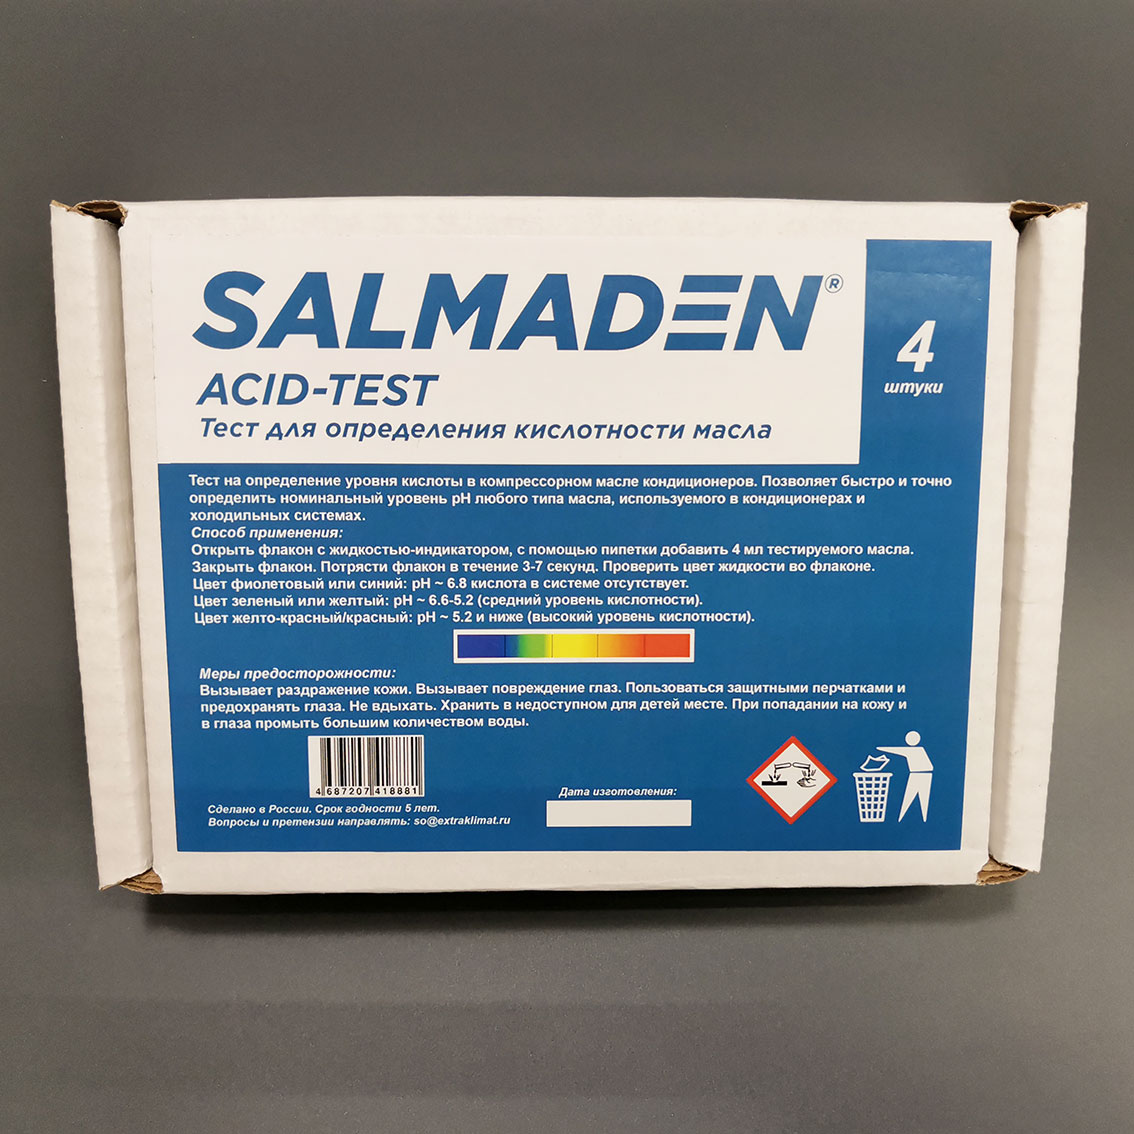 SALMADEN®
ACID-TEST
Тест для определения кислотности масла
4
штуки
Тест на определение уровня кислоты в компрессорном масле кондиционеров. Позволяет быстро и точно
определить номинальный уровень pH любого типа масла, используемого в кондиционерах и
холодильных системах.
Способ применения:
Открыть флакон с жидкостью-индикатором, с помощью пипетки добавить 4 мл тестируемого масла.
Закрыть флакон. Потрясти флакон в течение 3-7 секунд. Проверить цвет жидкости во флаконе.
Цвет фиолетовый или синий: pH ~ 6.8 кислота в системе отсутствует.
Цвет зеленый или желтый: pH ~ 6.6-5.2 (средний уровень кислотности).
Цвет желто-красный/красный: pH ~ 5.2 и ниже (высокий уровень кислотности).
Меры предосторожности:
Вызывает раздражение кожи. Вызывает повреждение глаз. Пользоваться защитными перчатками и
предохранять глаза. Не вдыхать. Хранить в недоступном для детей месте. При попадании на кожу и
в глаза промыть большим количеством воды.
4 687207 418881
Сделано в России. Срок годности 5 лет.
Вопросы и претензии направлять: so@extraklimat.ru
Дата изготовления: